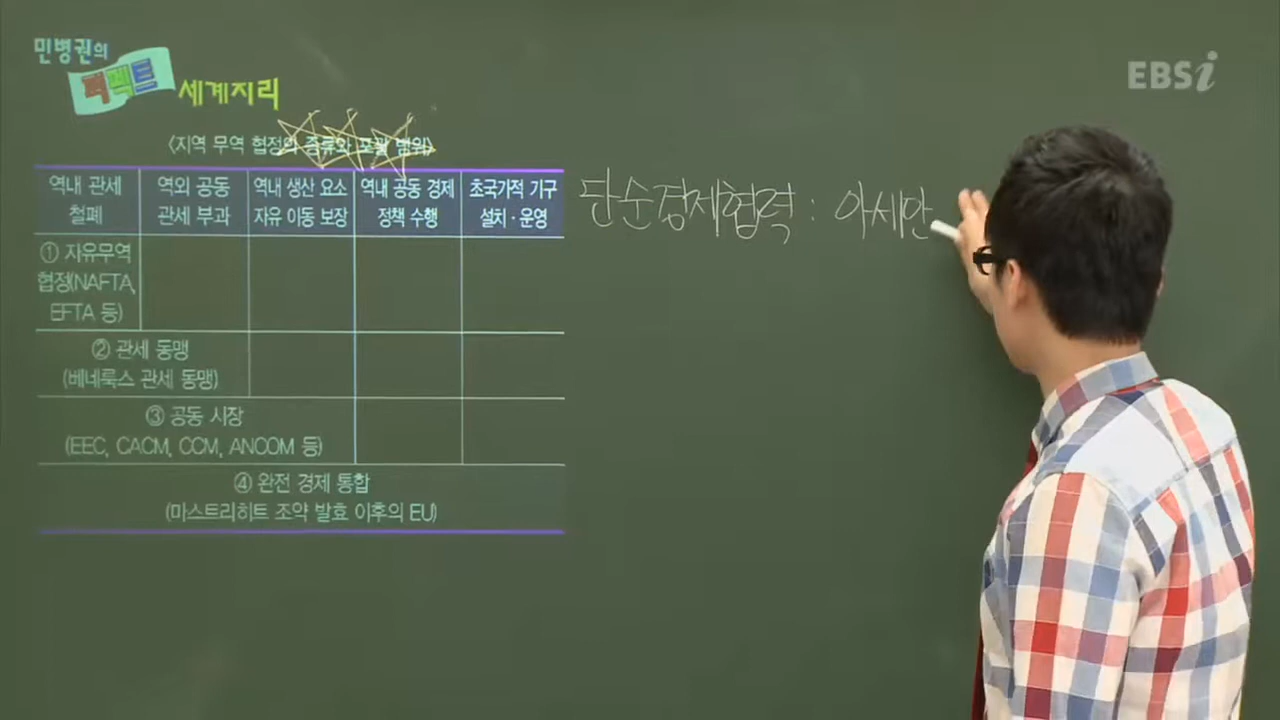 민병권의
퍼펙트
세계지리
EBSi
〈지역 무역 협정의 종류와 포괄 범위〉
역내 관세 철폐
역외 공동 관세 부과
역내 생산 요소 자유 이동 보장
역내 공동 경제 정책 수행
초국가적 기구 설치·운영
① 자유무역
협정(NAFTA,
EFTA 등)
② 관세 동맹
(베네룩스 관세 동맹)
③ 공동 시장
(EEC, CACM, CCM, ANCOM 등)
④ 완전 경제 통합
(마스트리히트 조약 발효 이후의 EU)
단순경제협력 : 아세안